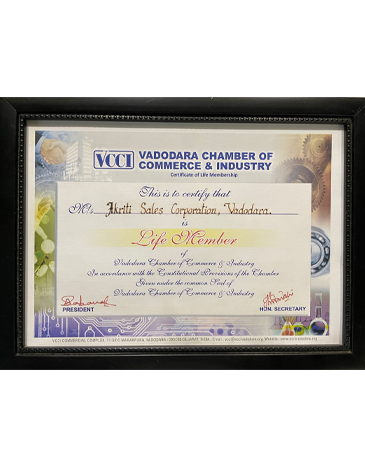 VCCI VADODARA CHAMBER OF
COMMERCE & INDUSTRY
Certificate of Life Membership
This is to certify that
M/s. Akriti Sales Corporation, Vadodara.
is
Life Member
of
Vadodara Chamber of Commerce & Industry
In accordance with the Constitutional Provisions of the Chamber
Given under the common Seal of
Vadodara Chamber of Commerce & Industry
PRESIDENT
HON. SECRETARY